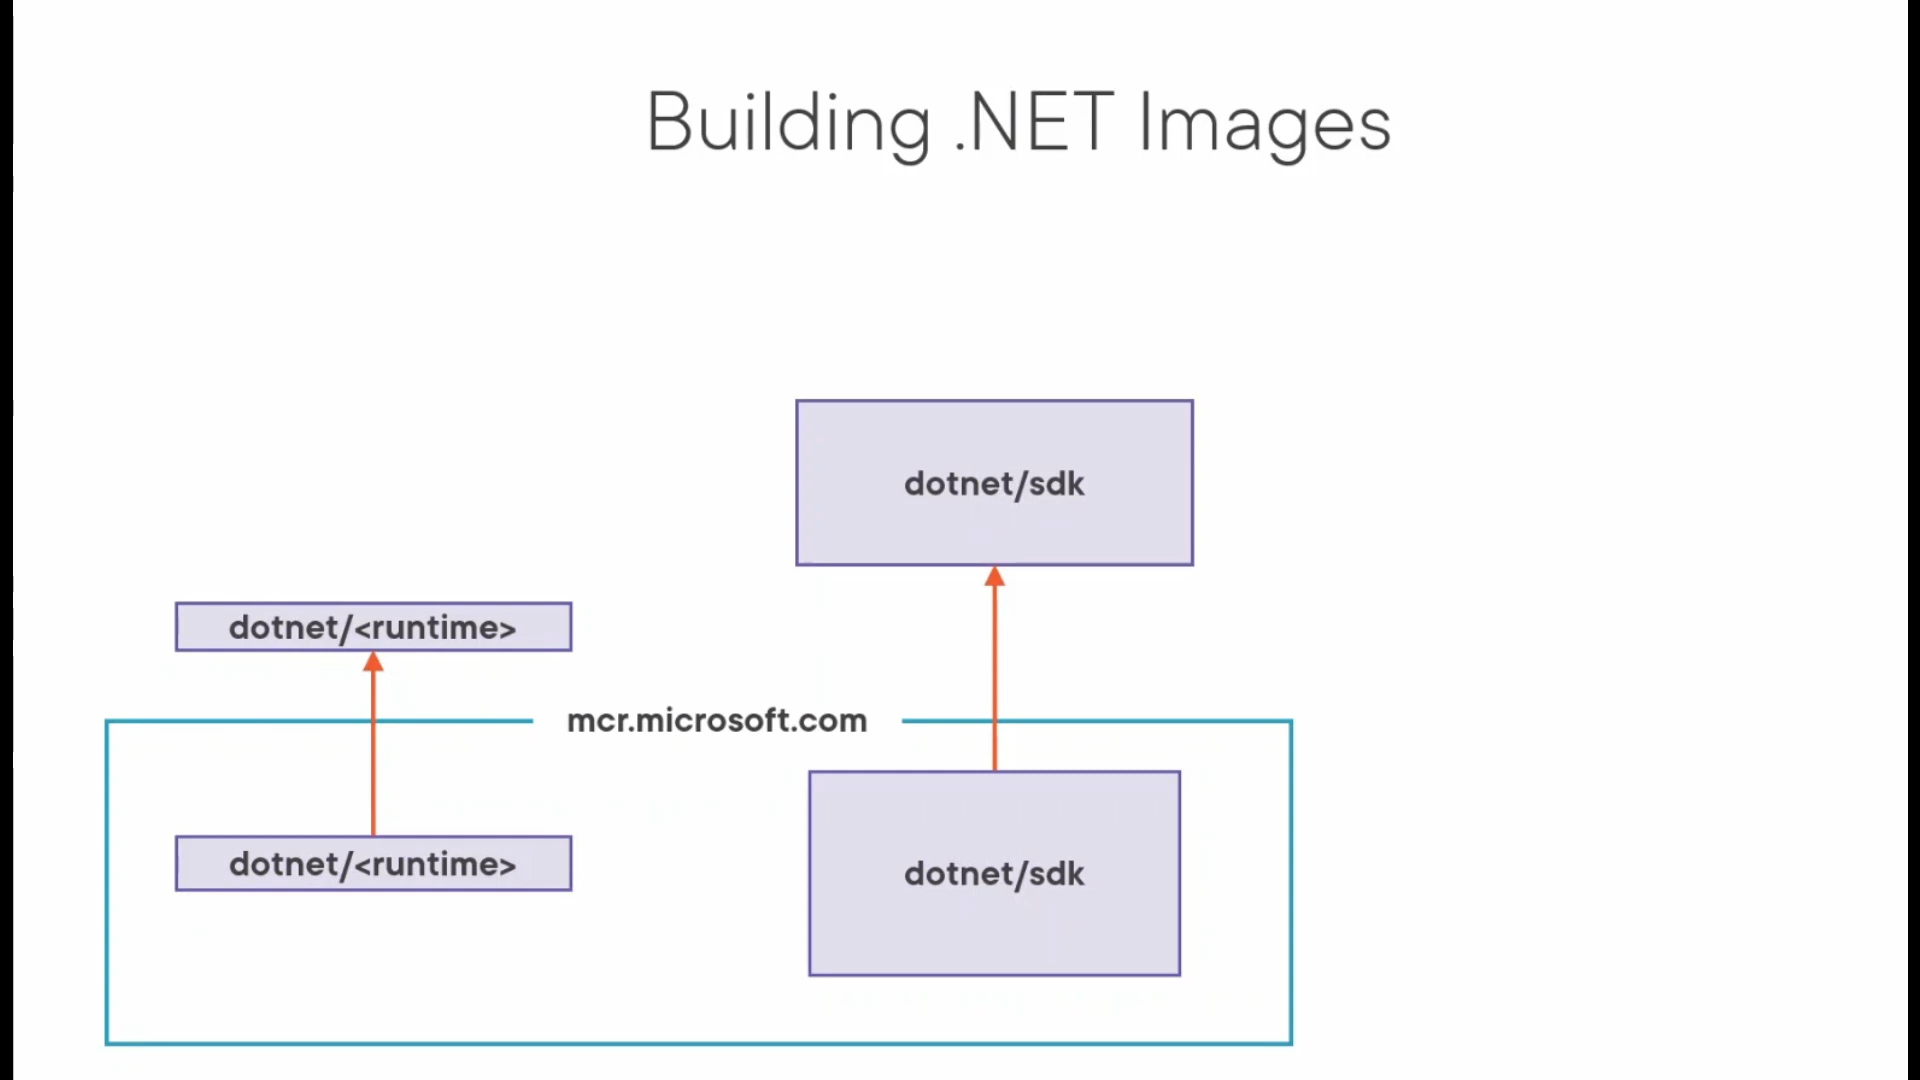 Building .NET Images
dotnet/sdk
dotnet/<runtime>
mcr.microsoft.com
dotnet/<runtime>
dotnet/sdk